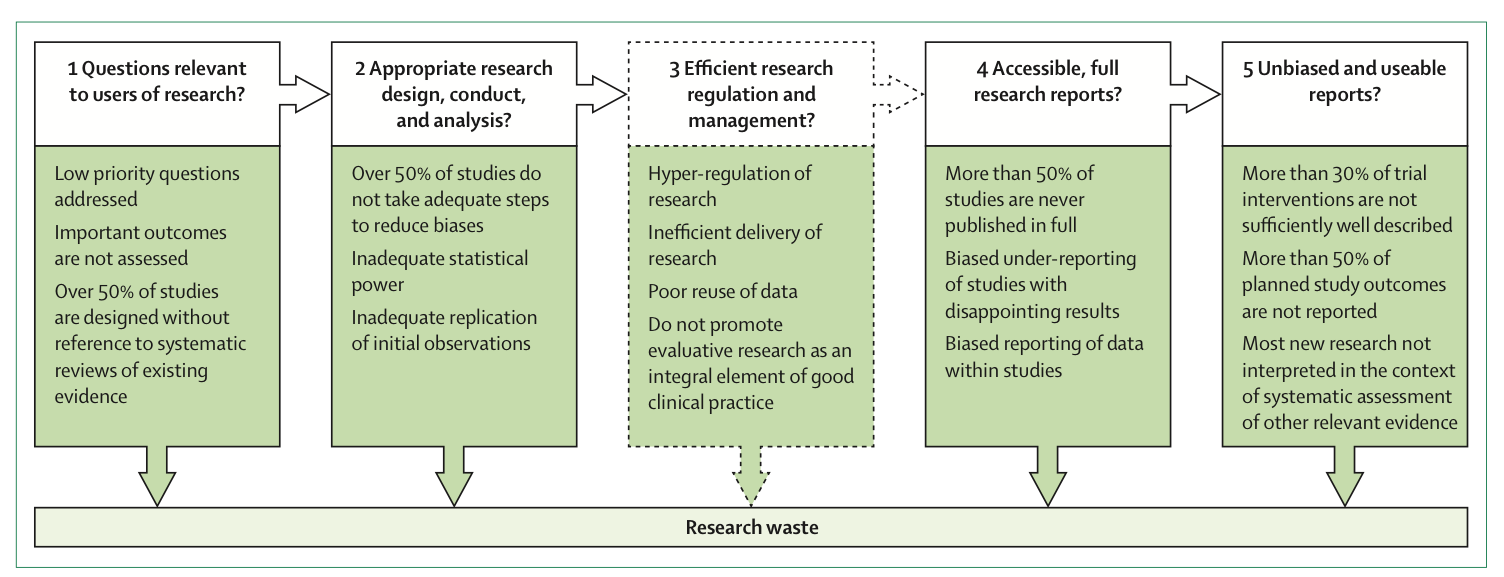 1 Questions relevant
to users of research?
Low priority questions
addressed
Important outcomes
are not assessed
Over 50% of studies
are designed without
reference to systematic
reviews of existing
evidence
2 Appropriate research
design, conduct,
and analysis?
Over 50% of studies do
not take adequate steps
to reduce biases
Inadequate statistical
power
Inadequate replication
of initial observations
3 Efficient research
regulation and
management?
Hyper-regulation of
research
Inefficient delivery of
research
Poor reuse of data
Do not promote
evaluative research as an
integral element of good
clinical practice
4 Accessible, full
research reports?
More than 50% of
studies are never
published in full
Biased under-reporting
of studies with
disappointing results
Biased reporting of data
within studies
5 Unbiased and useable
reports?
More than 30% of trial
interventions are not
sufficiently well described
More than 50% of
planned study outcomes
are not reported
Most new research not
interpreted in the context
of systematic assessment
of other relevant evidence
Research waste